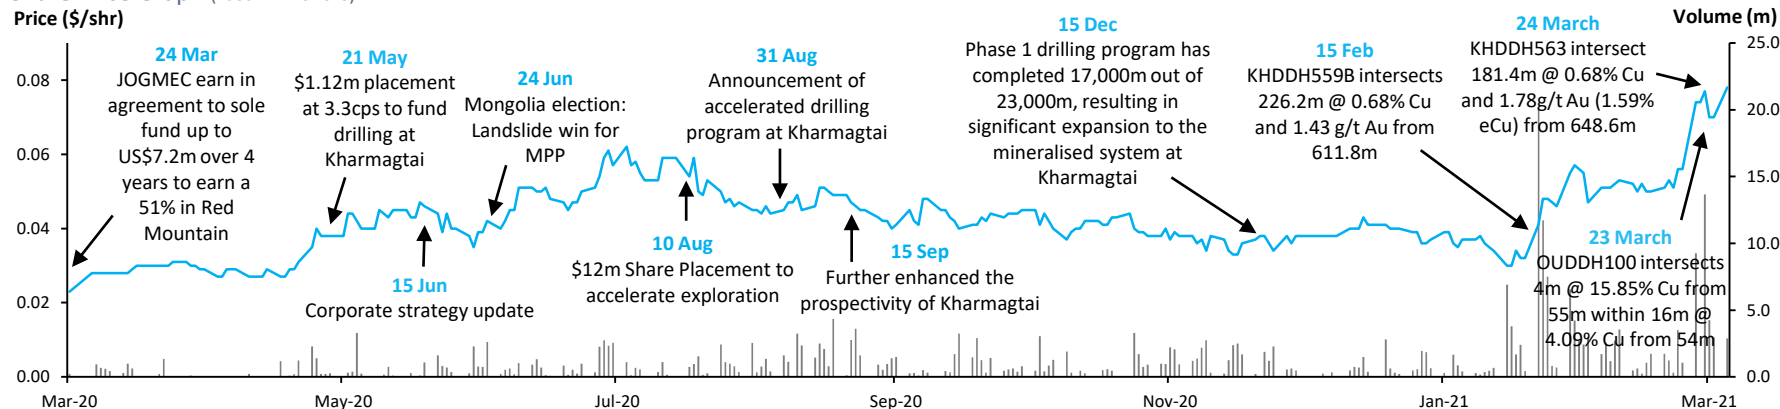 Price ($/shr)
Volume (m)
24 Mar
JOGMEC earn in
agreement to sole
fund up to
US$7.2m over 4
years to earn a
51% in Red
Mountain
21 May
$1.12m placement
at 3.3cps to fund
drilling at
Kharmagtai
15 Jun
Corporate strategy update
24 Jun
Mongolia election:
Landslide win for
MPP
10 Aug
$12m Share Placement to
accelerate exploration
31 Aug
Announcement of
accelerated drilling
program at Kharmagtai
15 Sep
Further enhanced the
prospectivity of Kharmagtai
15 Dec
Phase 1 drilling program has
completed 17,000m out of
23,000m, resulting in
significant expansion to the
mineralised system at
Kharmagtai
15 Feb
KHDDH559B intersects
226.2m @ 0.68% Cu
and 1.43 g/t Au from
611.8m
24 March
KHDDH563 intersect
181.4m @ 0.68% Cu
and 1.78g/t Au (1.59%
eCu) from 648.6m
23 March
OUDDH100 intersects
4m @ 15.85% Cu from
55m within 16m @
4.09% Cu from 54m
0.08
0.06
0.04
0.02
0.00
25.0
20.0
15.0
10.0
5.0
0.0
Mar-20
May-20
Jul-20
Sep-20
Nov-20
Jan-21
Mar-21